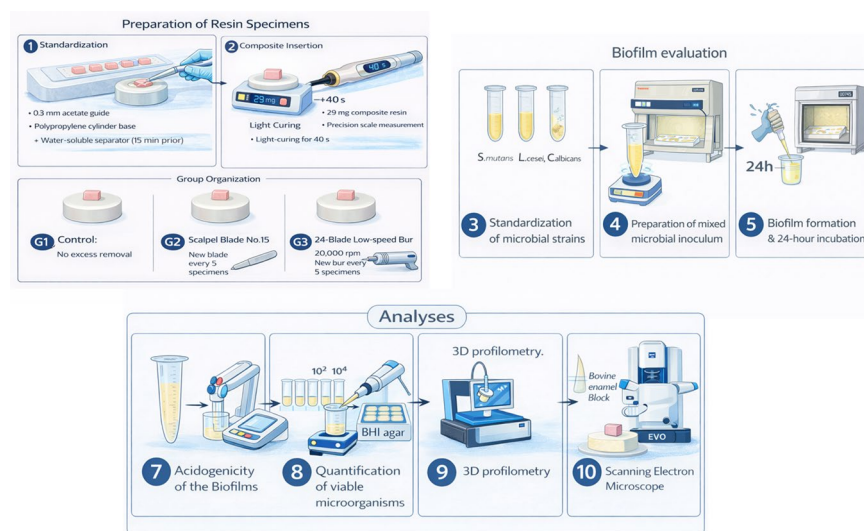 Preparation of Resin Specimens
1 Standardization
• 0.3 mm acetate guide
• Polypropylene cylinder base
+ Water-soluble separator (15 min prior)
2 Composite Insertion
40 s
29 mg
+40 s
Light Curing
• 29 mg composite resin
• Precision scale measurement
• Light-curing for 40 s
Group Organization
G1 Control:
No excess removal
G2 Scalpel Blade No.15
New blade
every 5
specimens
G3 24-Blade Low-speed Bur
20,000 rpm
New bur every
5 specimens
Biofilm evaluation
S.mutans L.cesei, Calbicans
3 Standardization
of microbial strains
4 Preparation of mixed
microbial inoculum
24h
5 Biofilm formation
& 24-hour incubation
Analyses
7 Acidogenicity
of the Biofilms
10² 10⁴
BHI agar
8 Quantification
of viable
microorganisms
3D profilometry.
9 3D profilometry
Bovine
enamel
Block
EVO
10 Scanning Electron
Microscope